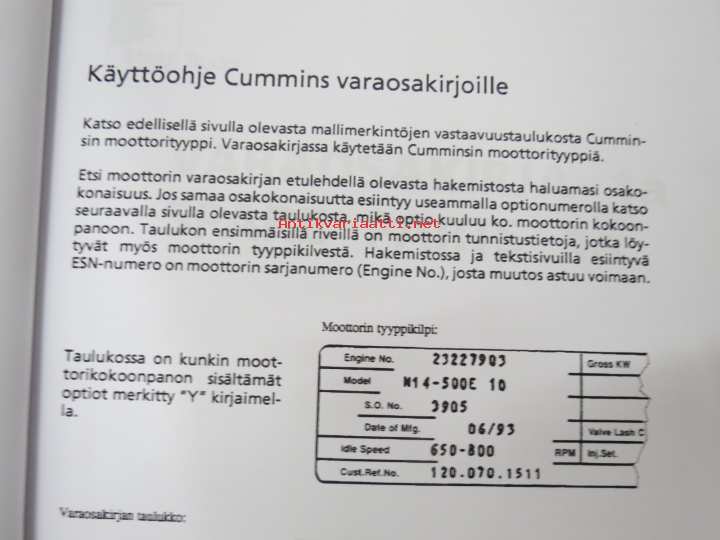 Käyttöohje Cummins varaosakirjoille
Katso edellisellä sivulla olevasta mallimerkintöjen vastaavuustaulukosta Cummin-
sin moottorityyppi. Varaosakirjassa käytetään Cumminsin moottorityyppiä.
Etsi moottorin varaosakirjan etulehdellä olevasta hakemistosta haluamasi osako-
konaisuus. Jos samaa osakokonaisuutta esiintyy useammalla optionumerolla katso
seuraavalla sivulla olevasta taulukosta, mikä optio kuuluu ko. moottorin kokoon-
Antikvariaatti.net
panoon. Taulukon ensimmäisillä riveillä on moottorin tunnistustietoja, jotka löy-
tyvät myös moottorin tyyppikilvestä. Hakemistossa ja tekstisivuilla esiintyvä
ESN-numero on moottorin sarjanumero (Engine No.), josta muutos astuu voimaan.
Moottorin tyyppikilpi:
Taulukossa on kunkin moot-
torikokoonpanon sisältämät
optiot merkitty "Y" kirjaimel-
la.
Engine No. 23227903 Gross KW
Model N14-500E 10
S.O. No. 3905
Date of Mfg. 06/93 Valve Lash C
Idle Speed 650-800 RPM Inj.Set.
Cust.Ref.No. 120.070.1511
Varaosakirjan taulukko: